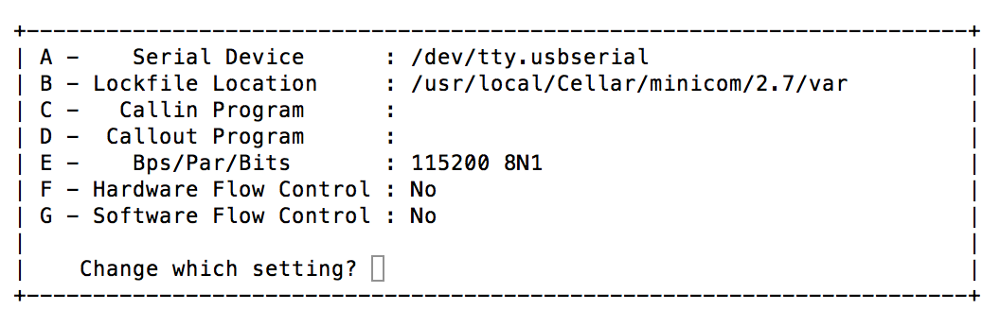 +-----------------------------------------------------------------------+
| A -    Serial Device      : /dev/tty.usbserial                        |
| B - Lockfile Location     : /usr/local/Cellar/minicom/2.7/var         |
| C -   Callin Program      :                                           |
| D -  Callout Program      :                                           |
| E -    Bps/Par/Bits       : 115200 8N1                                |
| F - Hardware Flow Control : No                                        |
| G - Software Flow Control : No                                        |
|                                                                       |
|    Change which setting?                                              |
+-----------------------------------------------------------------------+